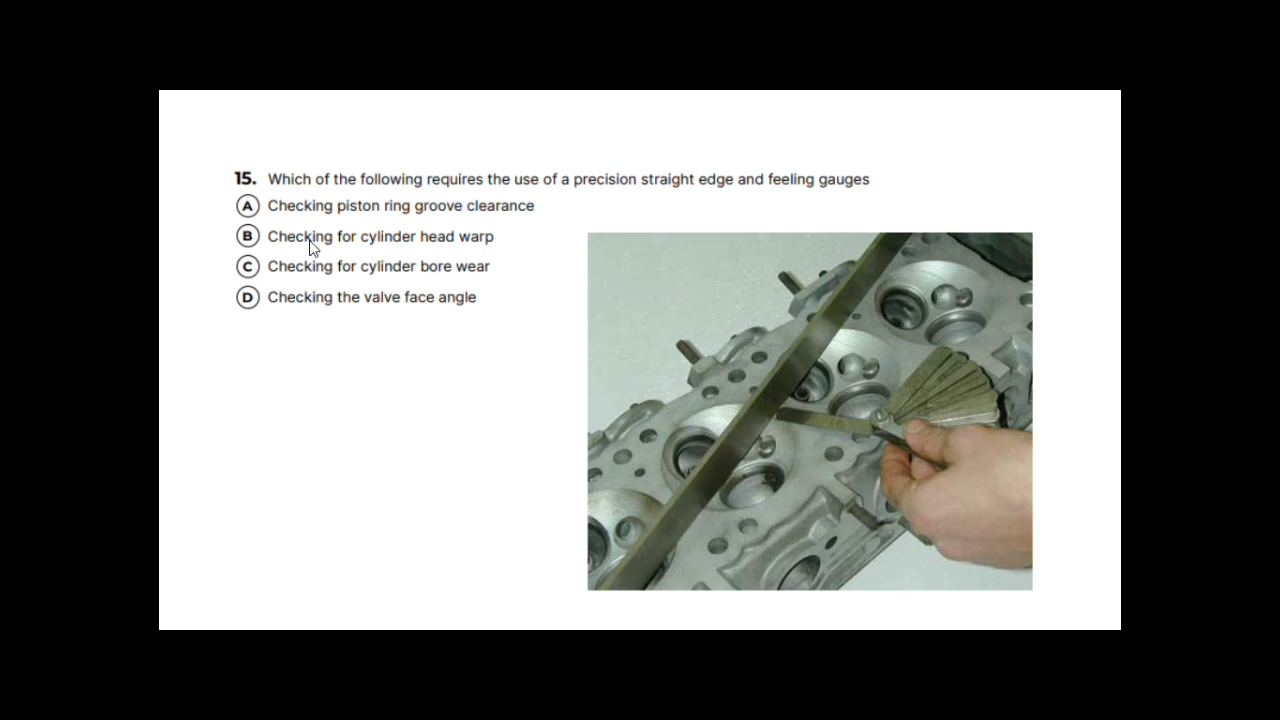 15. Which of the following requires the use of a precision straight edge and feeling gauges
A Checking piston ring groove clearance
B Checking for cylinder head warp
C Checking for cylinder bore wear
D Checking the valve face angle